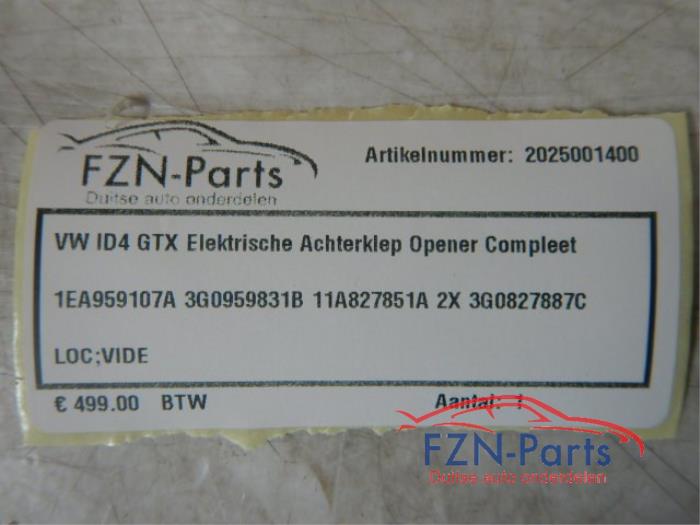 FZN-Parts
Duitse auto onderdelen
Artikelnummer: 2025001400
VW ID4 GTX Elektrische Achterklep Opener Compleet
1EA959107A 3G0959831B 11A827851A 2X 3G0827887C
LOC;VIDE
€ 499.00 BTW
Aantal: 1
FZN-Parts
Duitse auto onderdelen